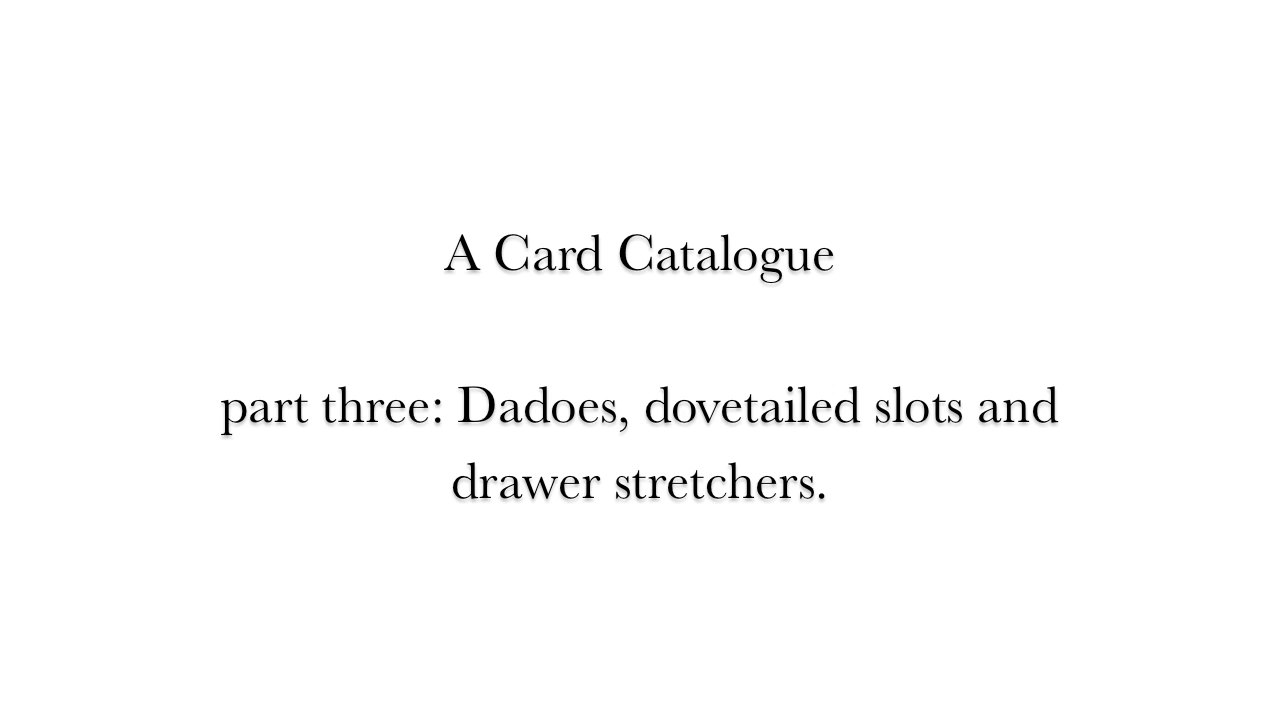 A Card Catalogue
part three: Dadoes, dovetailed slots and
drawer stretchers.